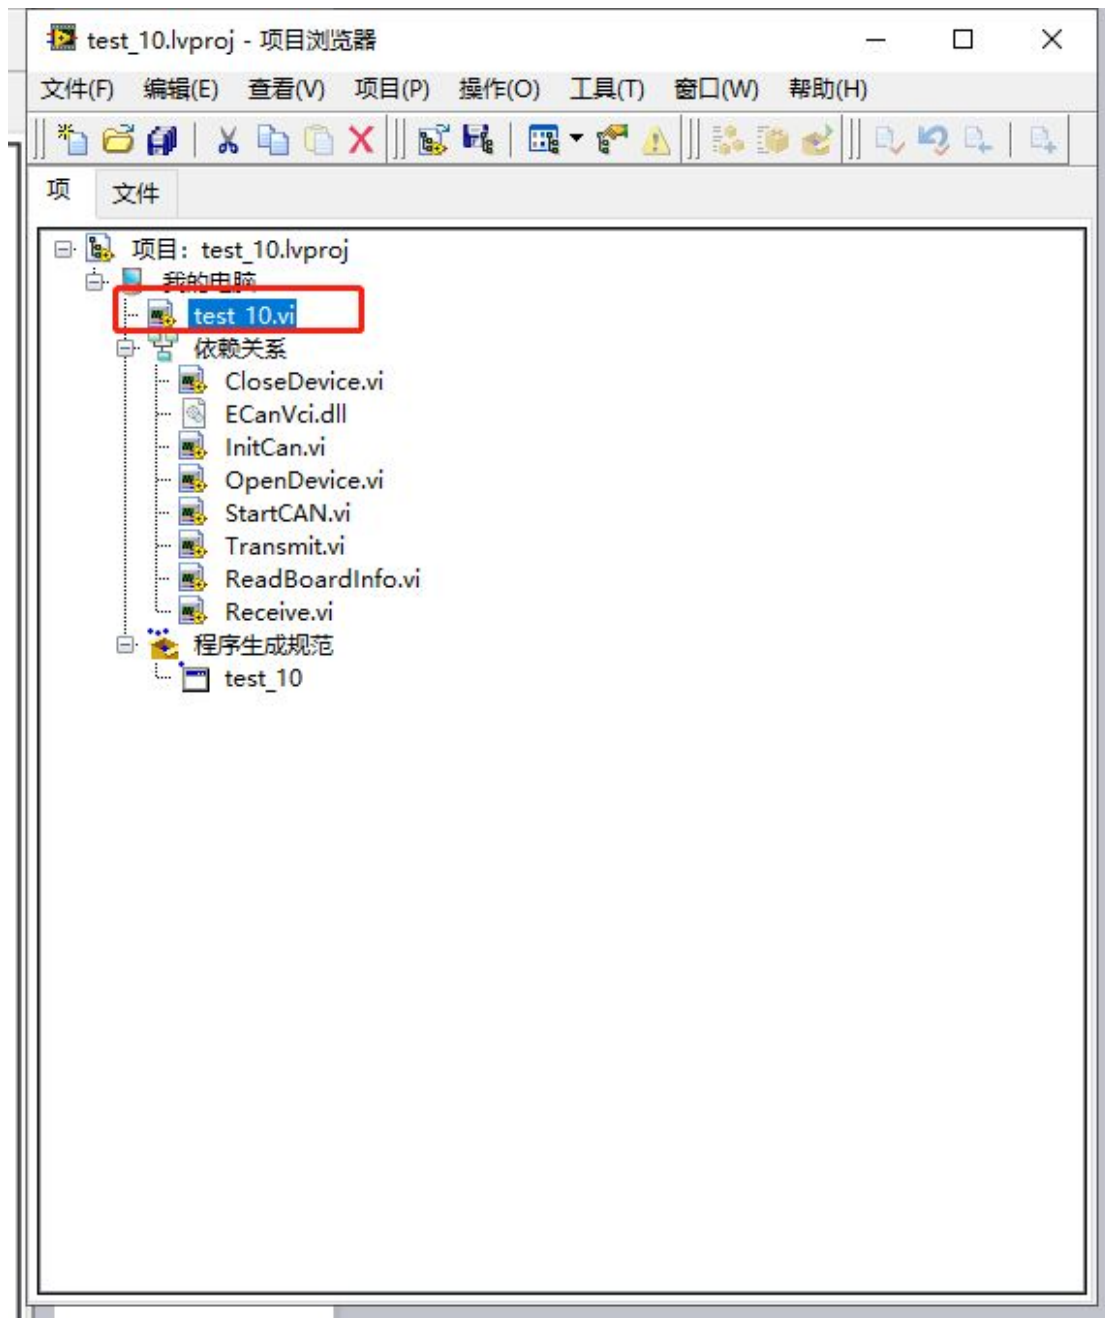 test_10.lvproj - 项目浏览器
文件(F) 编辑(E) 查看(V) 项目(P) 操作(O) 工具(T) 窗口(W) 帮助(H)
项 文件
项目: test_10.lvproj
我的电脑
test_10.vi
依赖关系
CloseDevice.vi
ECanVci.dll
InitCan.vi
OpenDevice.vi
StartCAN.vi
Transmit.vi
ReadBoardInfo.vi
Receive.vi
程序生成规范
test_10